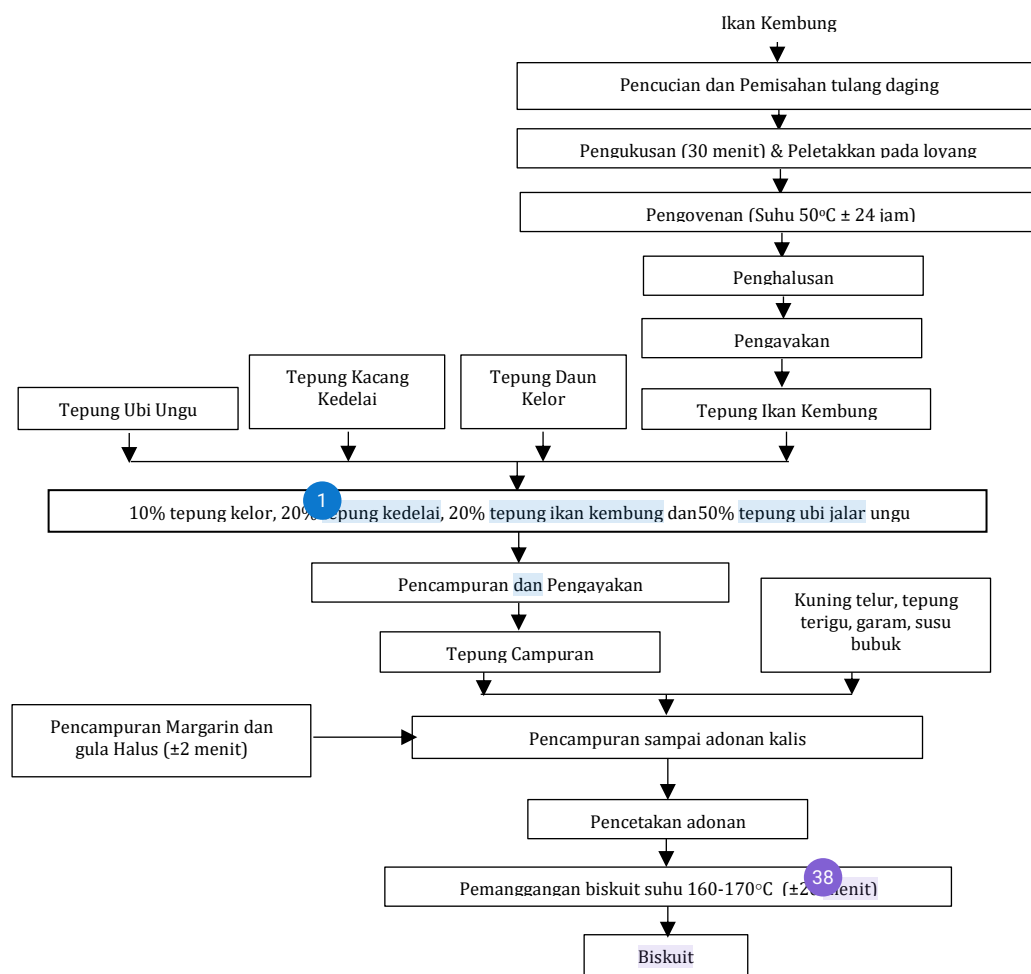 Ikan Kembung
Pencucian dan Pemisahan tulang daging
Pengukusan (30 menit) & Peletakkan pada loyang
Pengovenan (Suhu 50°C ± 24 jam)
Penghalusan
Pengayakan
Tepung Ubi Ungu
Tepung Kacang
Kedelai
Tepung Daun
Kelor
Tepung Ikan Kembung
1
10% tepung kelor, 20% kedelai, 20% tepung ikan kembung dan50% tepung ubi jalar ungu
Pencampuran dan Pengayakan
Kuning telur, tepung
terigu, garam, susu
bubuk
Tepung Campuran
Pencampuran Margarin dan
gula Halus (±2 menit)
Pencampuran sampai adonan kalis
Pencetakan adonan
38
Pemanggangan biskuit suhu 160-170°C menit)
Biskuit